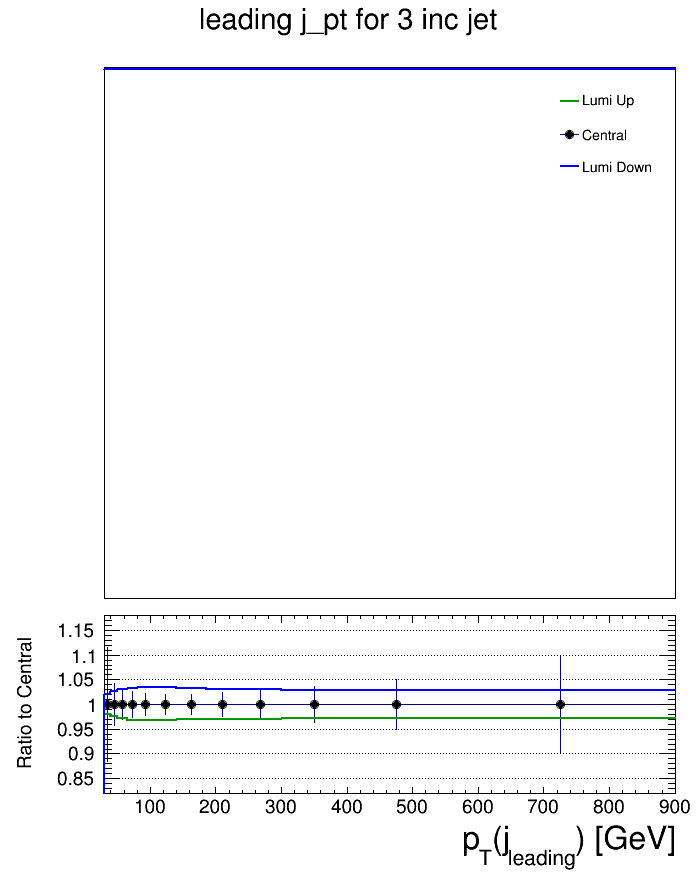 leading j_pt for 3 inc jet
Lumi Up
Central
Lumi Down
Ratio to Central
1.15
1.1
1.05
1
0.95
0.9
0.85
100 200 300 400 500 600 700 800 900
p_T(j_leading) [GeV]